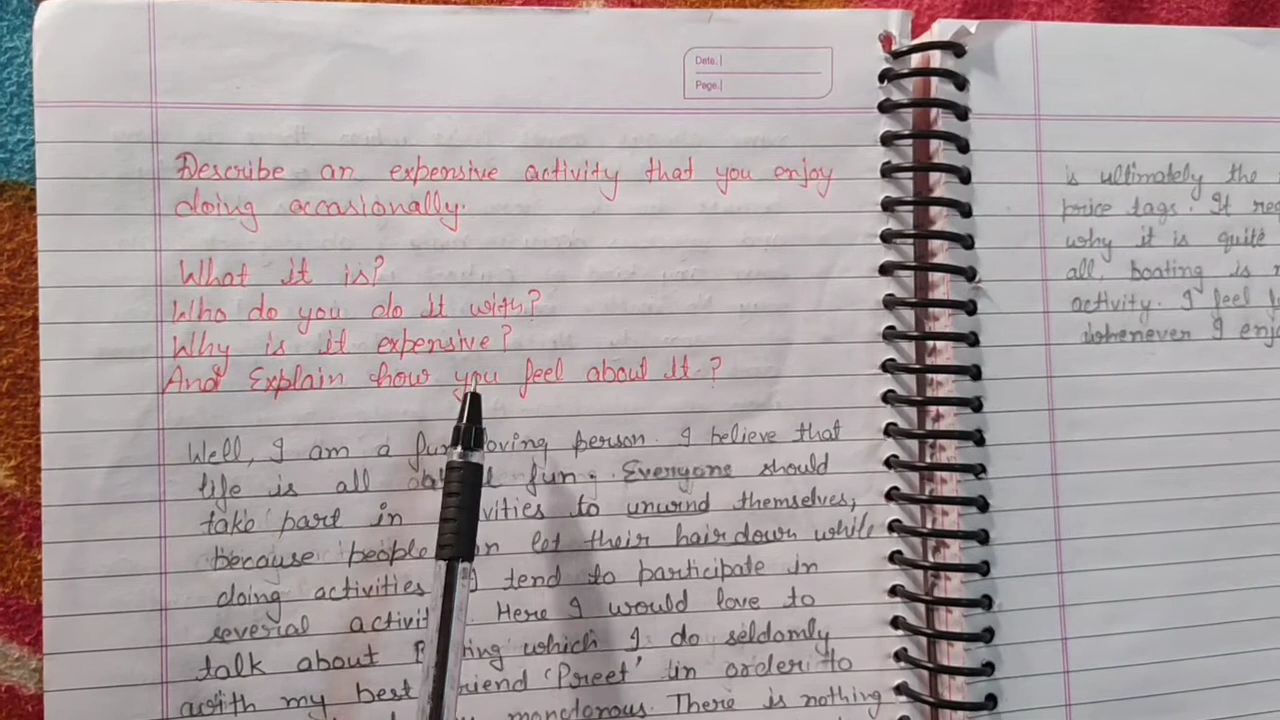 Date.
Page.
Describe an expensive activity that you enjoy
doing accasionally.
What it is?
Who do you do it with?
Why is it expensive?
And Explain how you feel about it.?
Well, I am a fun loving person. I believe that
life is all fun. Everyone should
take part in vities to unwind themselves,
because people let their hair down while
doing activities I tend to participate in
several activit Here I would love to
talk about which I do seldomly
with my best riend 'Preet' in order to
monotorous. There is nothing
is ultimately the
price tags. It
why it is quite
all, boating is
activity. I feel
whenever I